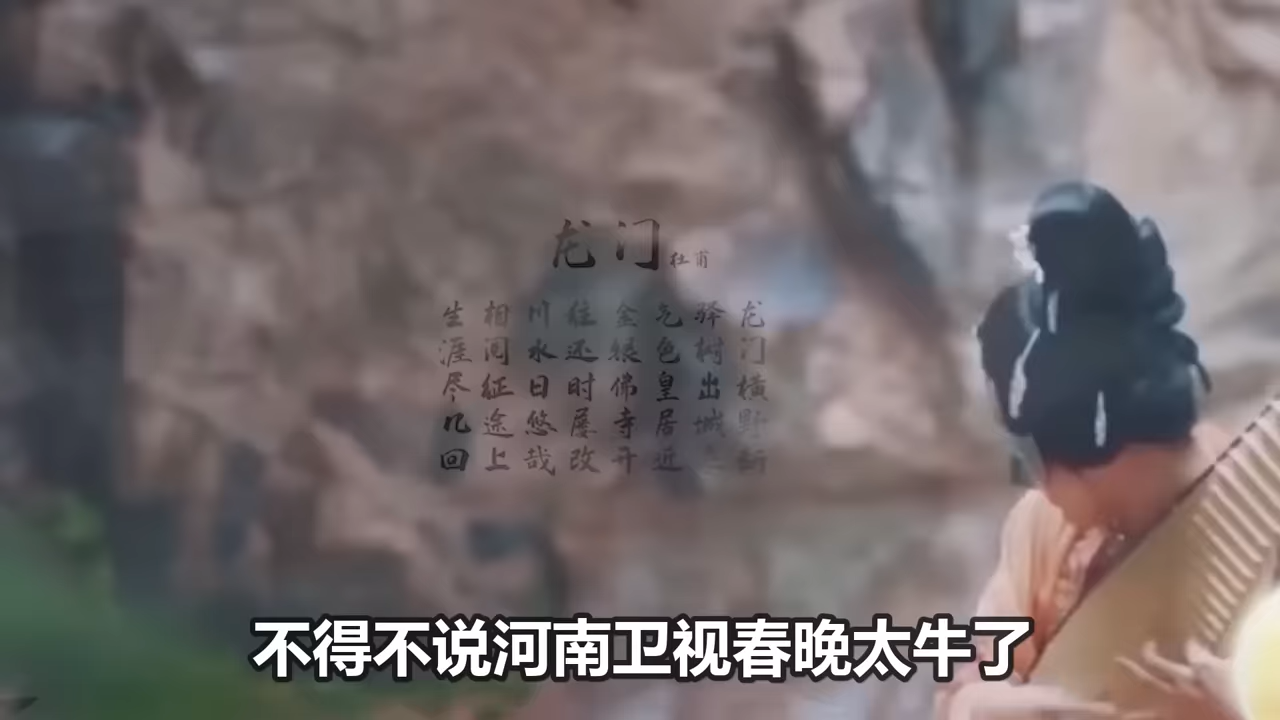 龙门
杜甫
龙门横野断
驿树出城来
气色皇居近
金银佛寺开
往还时屡改
川水日悠哉
相阅征途上
生涯尽几回
不得不说河南卫视春晚太牛了